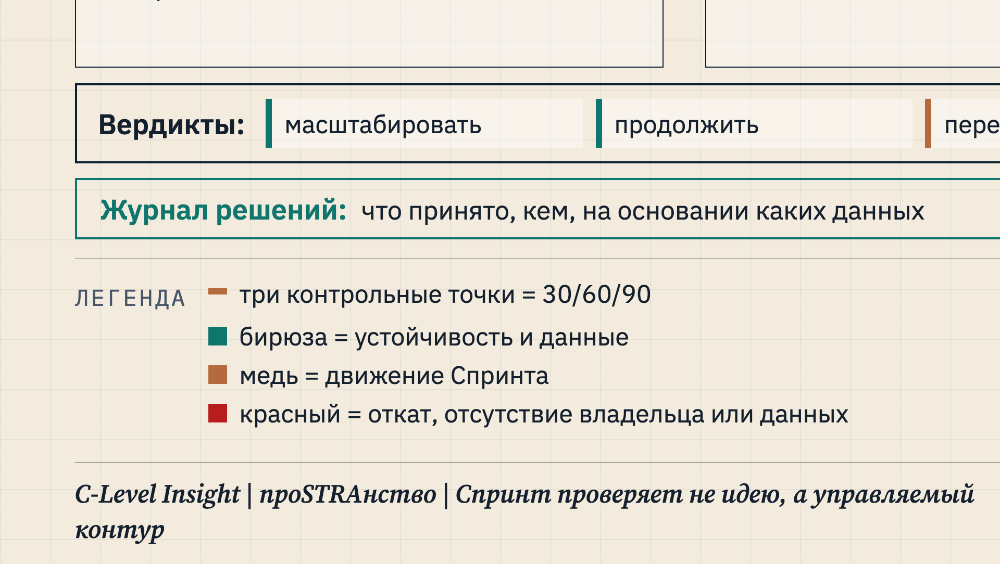 Вердикты: масштабировать продолжить
Журнал решений: что принято, кем, на основании каких данных
ЛЕГЕНДА три контрольные точки = 30/60/90
бирюза = устойчивость и данные
медь = движение Спринта
красный = откат, отсутствие владельца или данных
C-Level Insight | проSTRAнство | Спринт проверяет не идею, а управляемый
контур